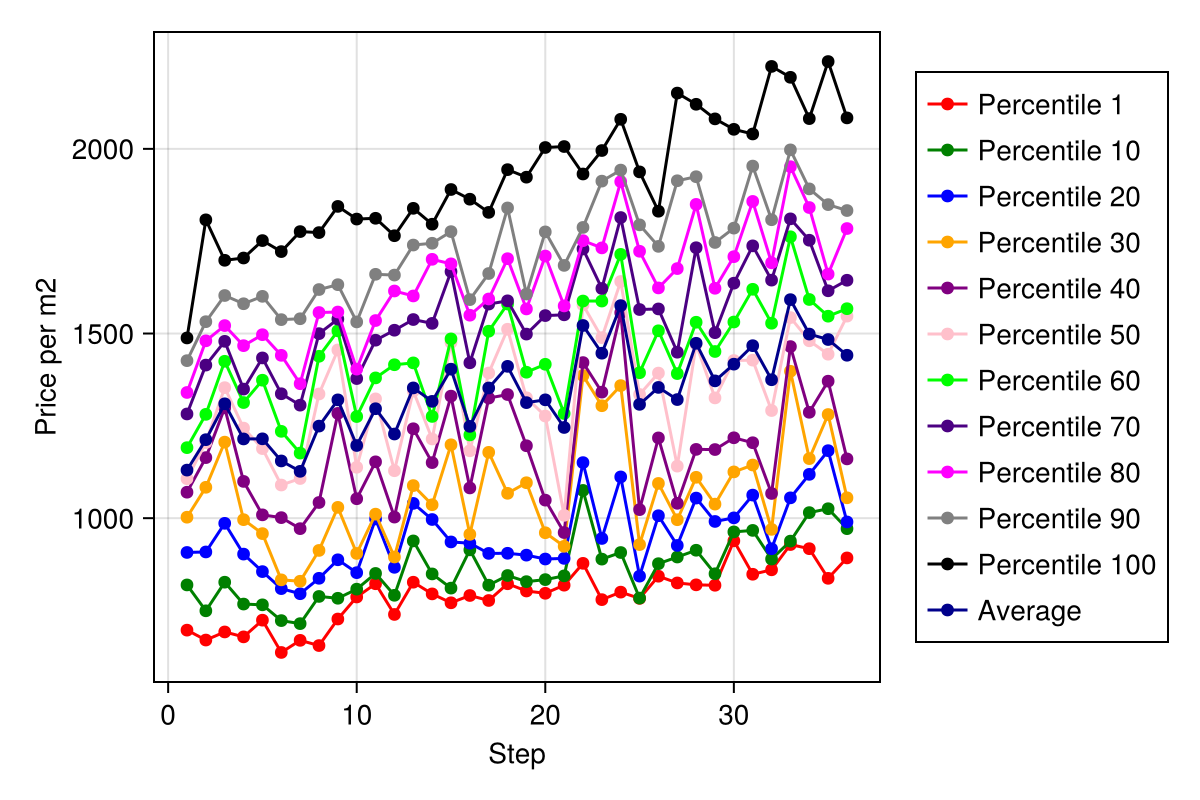 2000
1500
1000
Price per m2
0 10 20 30
Step
Percentile 1
Percentile 10
Percentile 20
Percentile 30
Percentile 40
Percentile 50
Percentile 60
Percentile 70
Percentile 80
Percentile 90
Percentile 100
Average